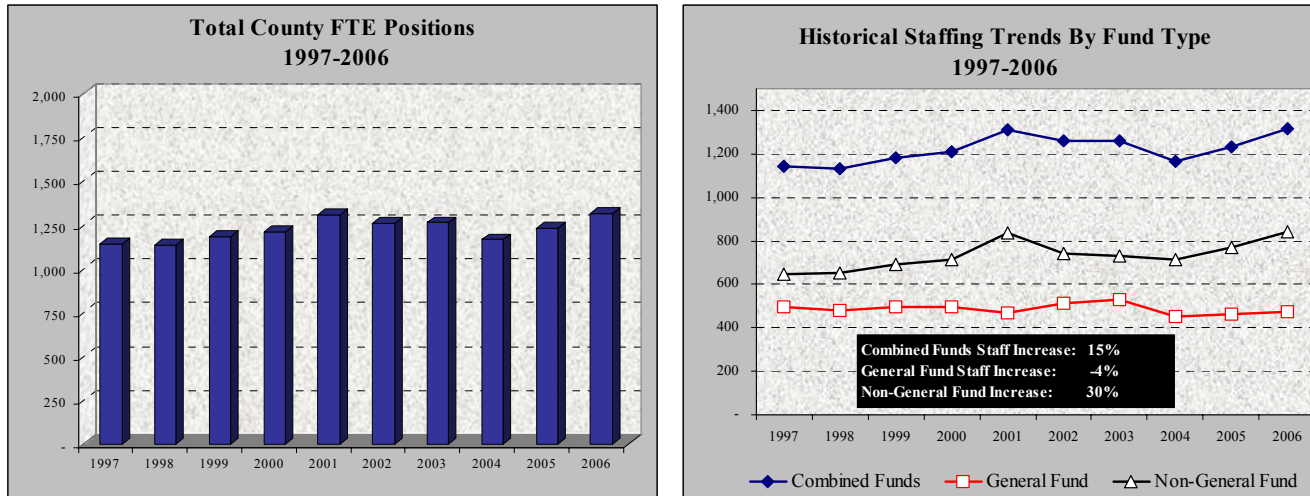 Total County FTE Positions
1997-2006
2,000
1,750
1,500
1,250
1,000
750
500
250
-
1997 1998 1999 2000 2001 2002 2003 2004 2005 2006
Historical Staffing Trends By Fund Type
1997-2006
1,400
1,200
1,000
800
600
400
200
-
Combined Funds Staff Increase: 15%
General Fund Staff Increase: -4%
Non-General Fund Increase: 30%
1997 1998 1999 2000 2001 2002 2003 2004 2005 2006
Combined Funds General Fund Non-General Fund